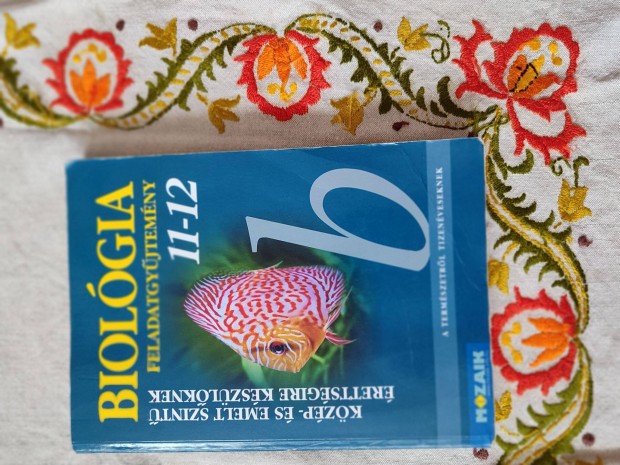 BIOLÓGIA
FELADATGYŰJTEMÉNY
11-12
b
KÖZÉP- ÉS EMELT SZINTŰ
ÉRETTSÉGIRE KÉSZÜLŐKNEK
A TERMÉSZETRŐL TIZENÉVESEKNEK
MOZAIK